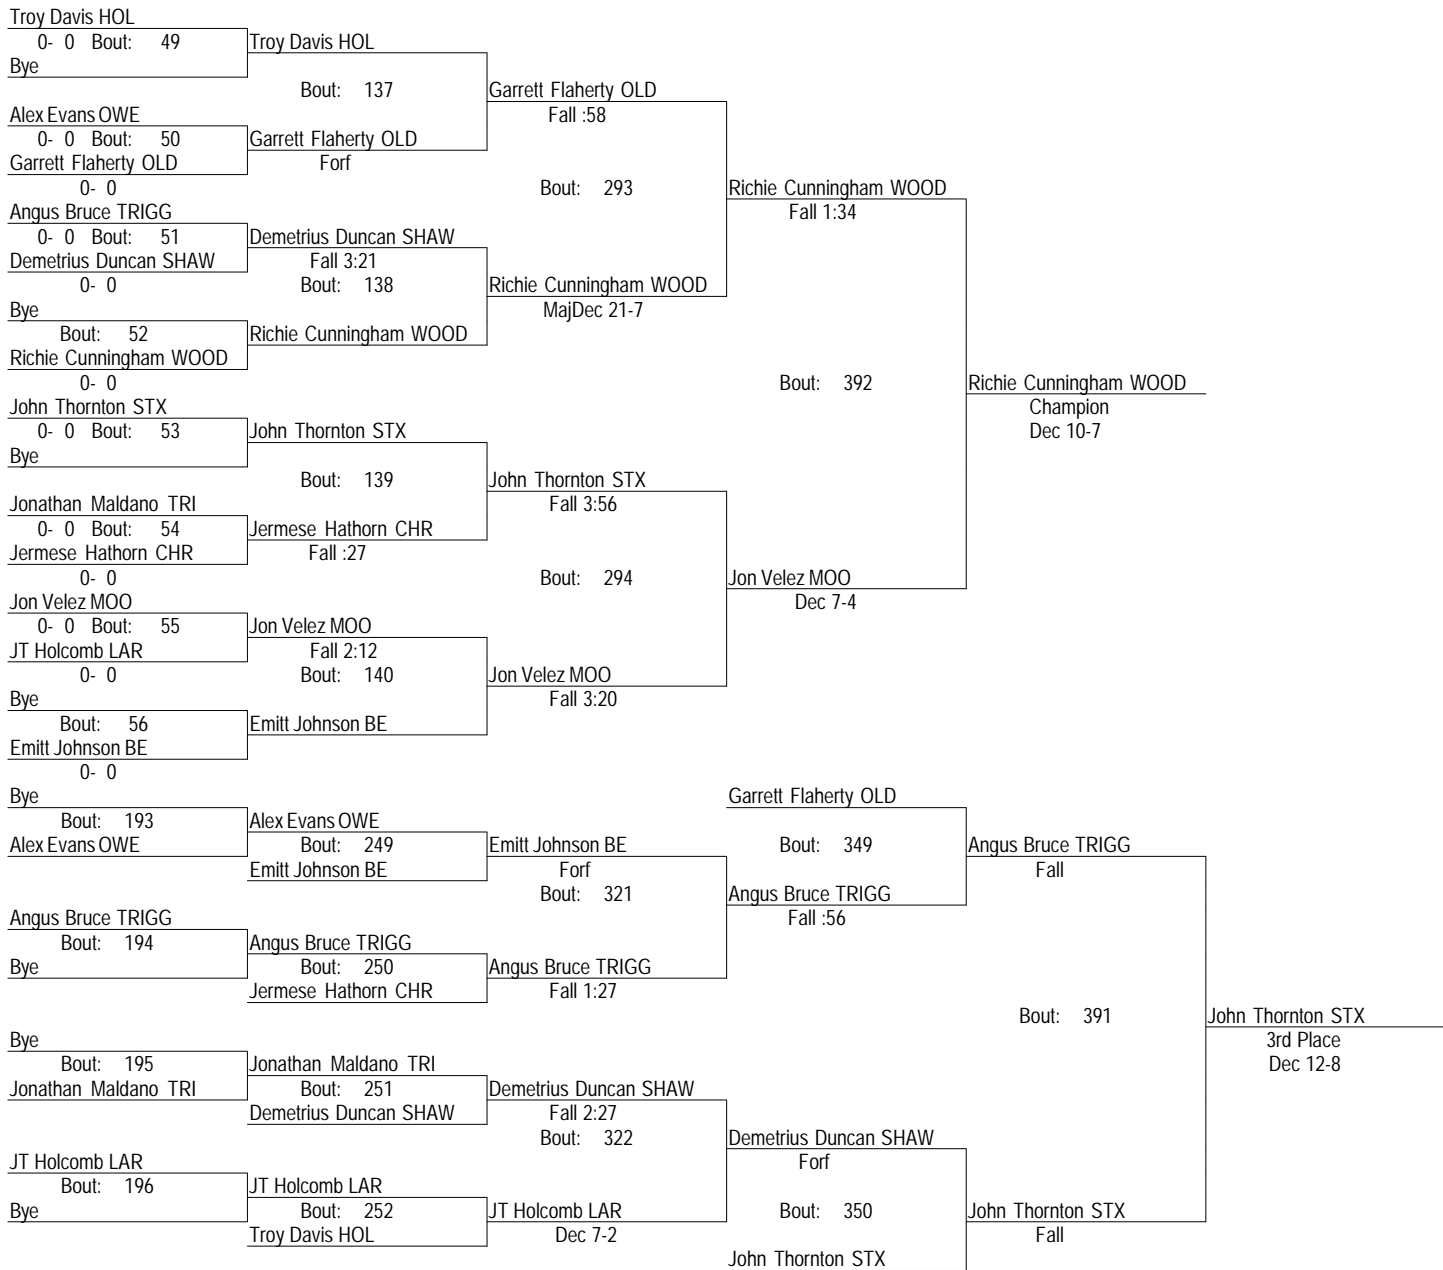 Troy Davis HOL
0- 0 Bout: 49 Troy Davis HOL
Bye
Bout: 137 Garrett Flaherty OLD
Alex Evans OWE Fall :58
0- 0 Bout: 50 Garrett Flaherty OLD
Garrett Flaherty OLD Forf
0- 0 Bout: 293 Richie Cunningham WOOD
Angus Bruce TRIGG Fall 1:34
0- 0 Bout: 51 Demetrius Duncan SHAW
Demetrius Duncan SHAW Fall 3:21
0- 0 Bout: 138 Richie Cunningham WOOD
Bye MajDec 21-7
Bout: 52 Richie Cunningham WOOD
Richie Cunningham WOOD
0- 0 Bout: 392 Richie Cunningham WOOD
John Thornton STX Champion
0- 0 Bout: 53 John Thornton STX Dec 10-7
Bye
Bout: 139 John Thornton STX
Jonathan Maldano TRI Fall 3:56
0- 0 Bout: 54 Jermese Hathorn CHR
Jermese Hathorn CHR Fall :27
0- 0 Bout: 294 Jon Velez MOO
Jon Velez MOO Dec 7-4
0- 0 Bout: 55 Jon Velez MOO
JT Holcomb LAR Fall 2:12
0- 0 Bout: 140 Jon Velez MOO
Bye Fall 3:20
Bout: 56 Emitt Johnson BE
Emitt Johnson BE
0- 0
Bye Garrett Flaherty OLD
Bout: 193 Alex Evans OWE
Alex Evans OWE Bout: 249 Emitt Johnson BE Bout: 349 Angus Bruce TRIGG
Emitt Johnson BE Forf Fall
Bout: 321 Angus Bruce TRIGG
Angus Bruce TRIGG Fall :56
Bout: 194 Angus Bruce TRIGG
Bye Bout: 250 Angus Bruce TRIGG
Jermese Hathorn CHR Fall 1:27
Bout: 391 John Thornton STX
Bye 3rd Place
Bout: 195 Jonathan Maldano TRI Dec 12-8
Jonathan Maldano TRI Bout: 251 Demetrius Duncan SHAW
Demetrius Duncan SHAW Fall 2:27
Bout: 322 Demetrius Duncan SHAW
JT Holcomb LAR Forf
Bout: 196 JT Holcomb LAR
Bye Bout: 252 JT Holcomb LAR Bout: 350 John Thornton STX
Troy Davis HOL Dec 7-2 Fall
John Thornton STX